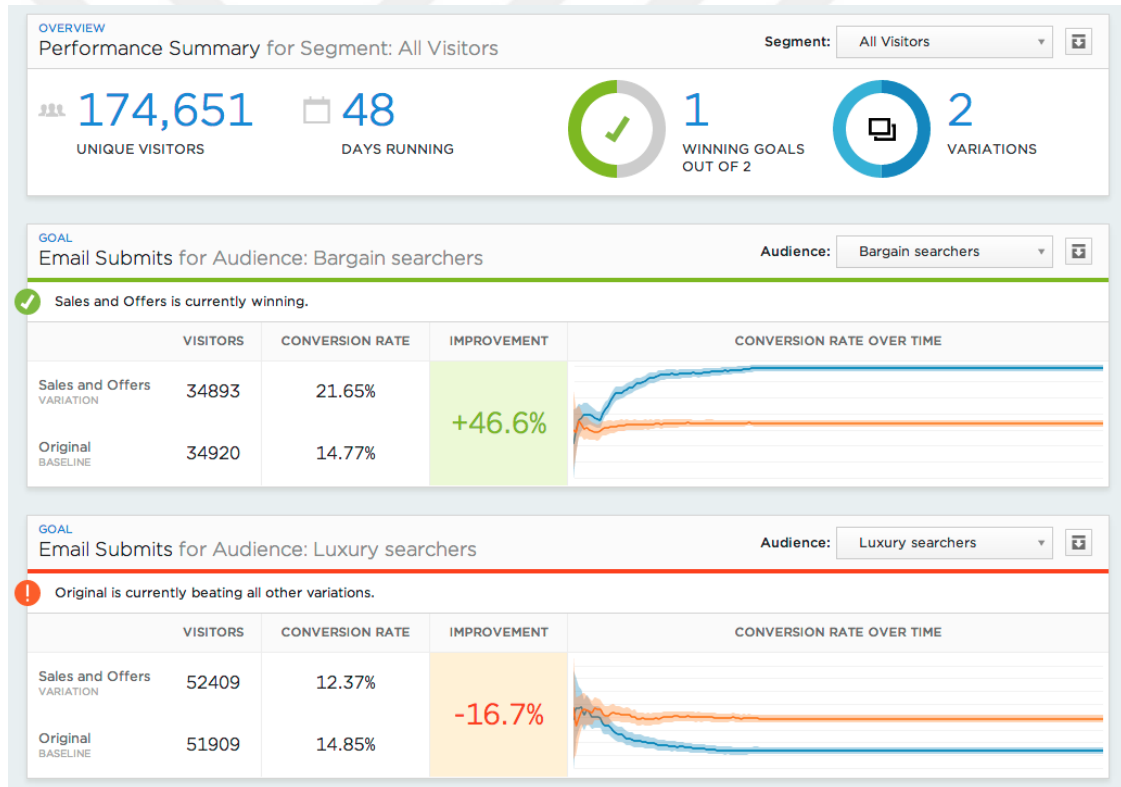 OVERVIEW
Performance Summary for Segment: All Visitors
Segment: All Visitors
174,651
UNIQUE VISITORS
48
DAYS RUNNING
1
WINNING GOALS
OUT OF 2
2
VARIATIONS
GOAL
Email Submits for Audience: Bargain searchers
Audience: Bargain searchers
Sales and Offers is currently winning.
VISITORS CONVERSION RATE IMPROVEMENT CONVERSION RATE OVER TIME
Sales and Offers 34893 21.65%
VARIATION
+46.6%
Original 34920 14.77%
BASELINE
GOAL
Email Submits for Audience: Luxury searchers
Audience: Luxury searchers
Original is currently beating all other variations.
VISITORS CONVERSION RATE IMPROVEMENT CONVERSION RATE OVER TIME
Sales and Offers 52409 12.37%
VARIATION
-16.7%
Original 51909 14.85%
BASELINE